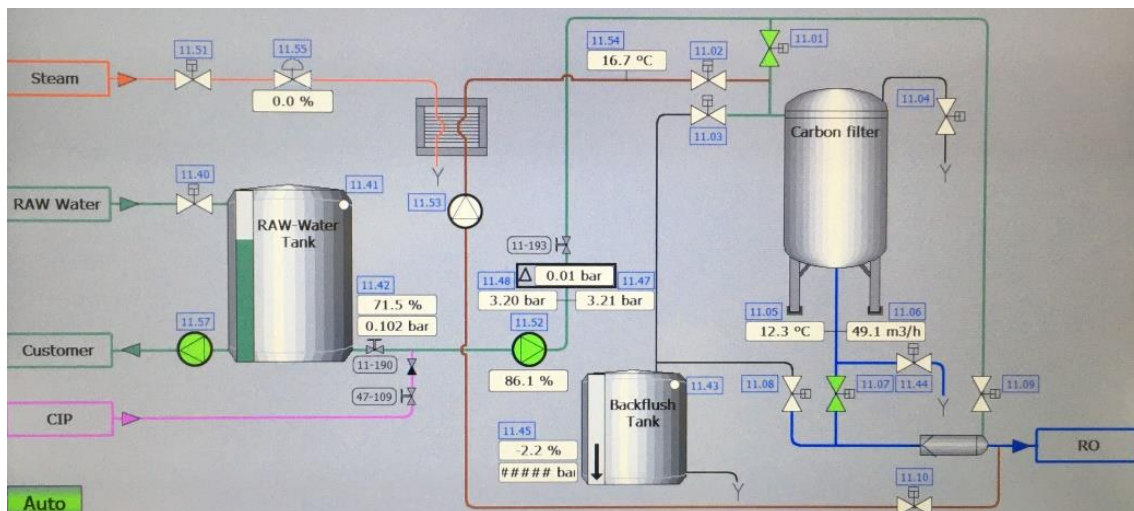 11.51
11.55
11.54
11.02
11.01
Steam
16.7 ºC
0.0 %
11.03
Carbon filter
11.04
11.40
11.41
RAW Water
RAW-Water
Tank
11.53
11-193
11.48
0.01 bar
11.47
3.20 bar
3.21 bar
11.42
71.5 %
0.102 bar
11.05
11.06
12.3 ºC
49.1 m3/h
11.57
11.52
Customer
11-190
86.1 %
47-109
11.43
11.08
11.07
11.44
11.09
CIP
Backflush
Tank
11.45
-2.2 %
##### bar
RO
11.10
Auto